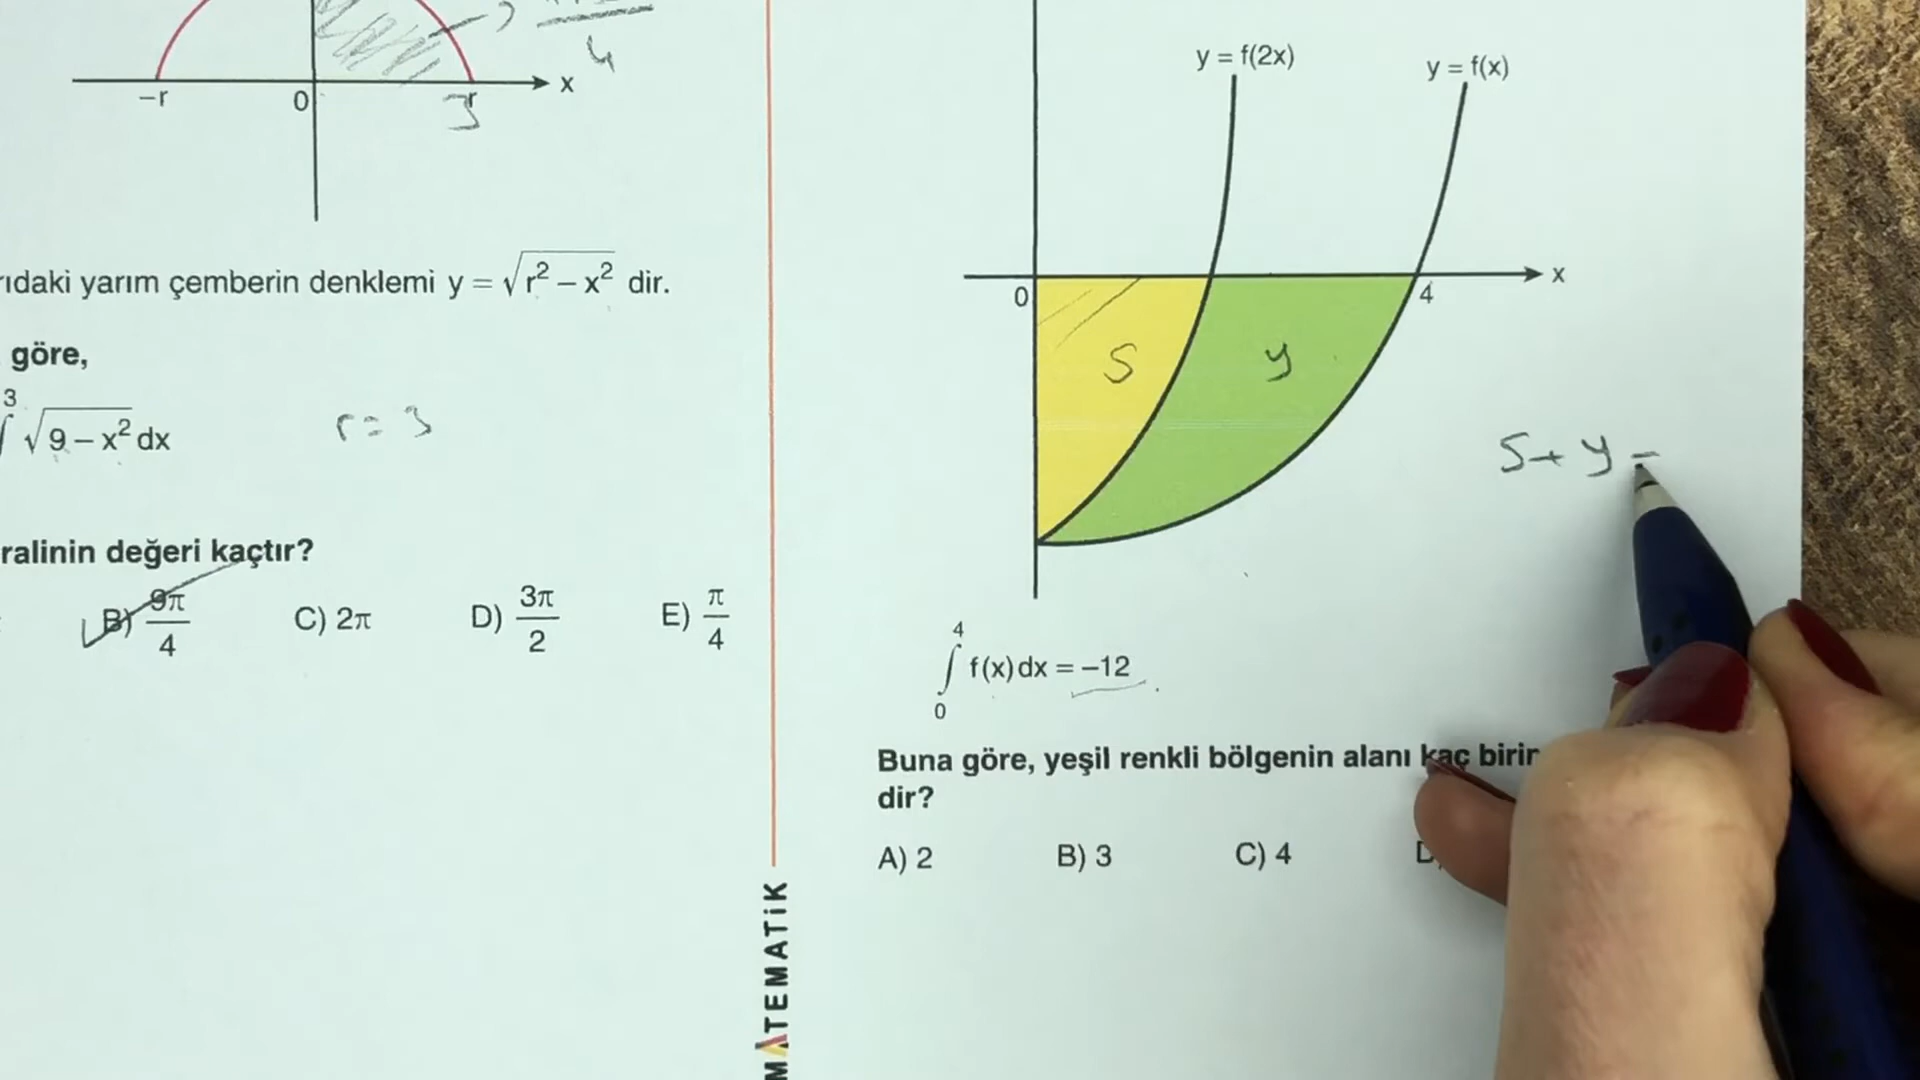 4
-r
0
r
3
x
rıdaki yarım çemberin denklemi y = √r² – x² dir.
göre,
3
∫ √9 – x² dx
r = 3
ralinin değeri kaçtır?
B) 9π/4 C) 2π D) 3π/2 E) π/4
MATEMATİK
y = f(2x)
y = f(x)
0
4
x
S
y
S + y =
4
∫ f(x) dx = –12
0
Buna göre, yeşil renkli bölgenin alanı kaç birir
dir?
A) 2 B) 3 C) 4 D